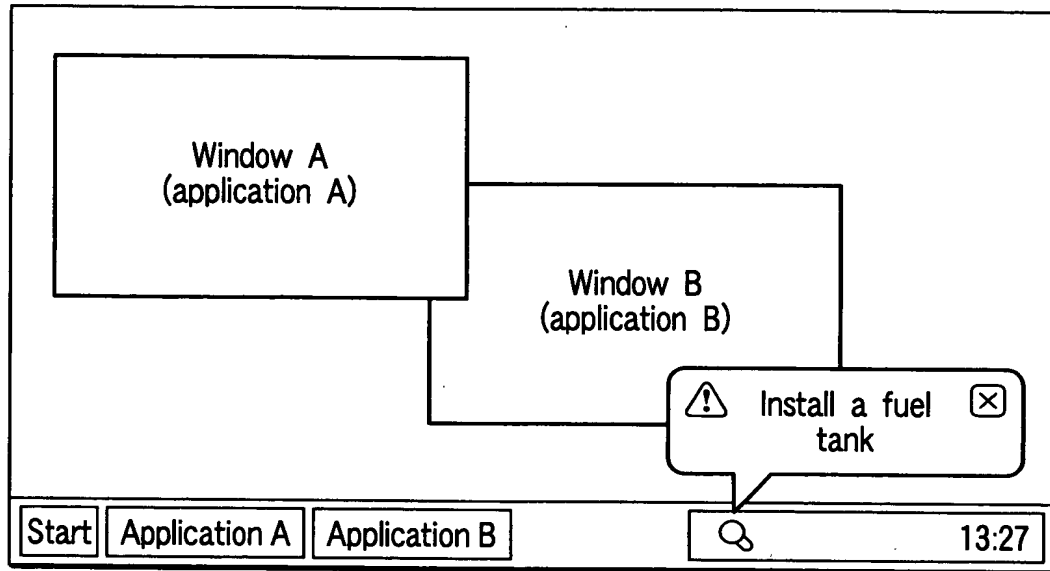 Window A
(application A)
Window B
(application B)
Install a fuel
tank
Start
Application A
Application B
13:27